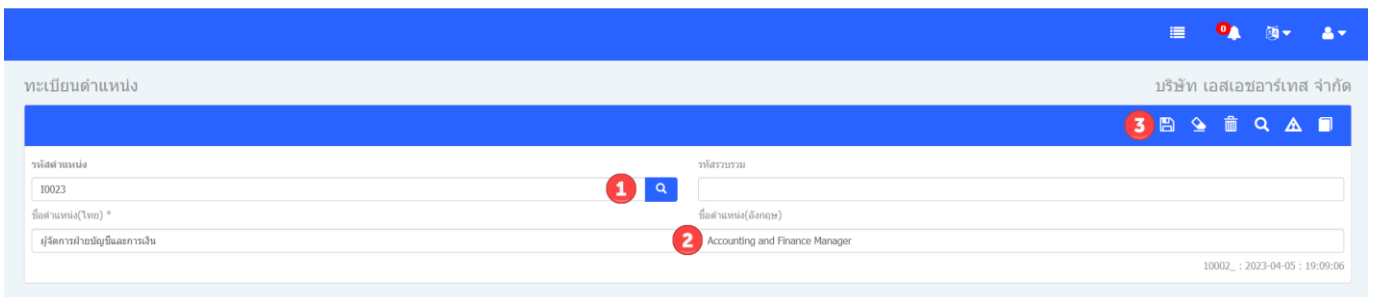 0
ทะเบียนตำแหน่ง
บริษัท เอสเอชอาร์เทส จำกัด
3
รหัสตำแหน่ง
รหัสรวบรวม
I0023
1
ชื่อตำแหน่ง(ไทย) *
ชื่อตำแหน่ง(อังกฤษ)
ผู้จัดการฝ่ายบัญชีและการเงิน
2
Accounting and Finance Manager
10002_ : 2023-04-05 : 19:09:06